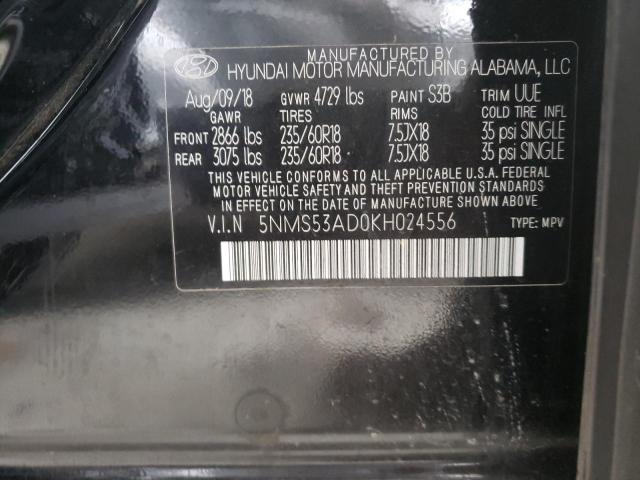 MANUFACTURED BY
HYUNDAI MOTOR MANUFACTURING ALABAMA, LLC
Aug/09/18 GVWR 4729 lbs PAINT S3B TRIM UUE
GAWR TIRES RIMS COLD TIRE INFL
FRONT 2866 lbs 235/60R18 7.5JX18 35 psi SINGLE
REAR 3075 lbs 235/60R18 7.5JX18 35 psi SINGLE
THIS VEHICLE CONFORMS TO ALL APPLICABLE U.S.A. FEDERAL
MOTOR VEHICLE SAFETY AND THEFT PREVENTION STANDARDS
IN EFFECT ON THE DATE OF MANUFACTURE SHOWN ABOVE.
V.I.N 5NMS53AD0KH024556 TYPE: MPV